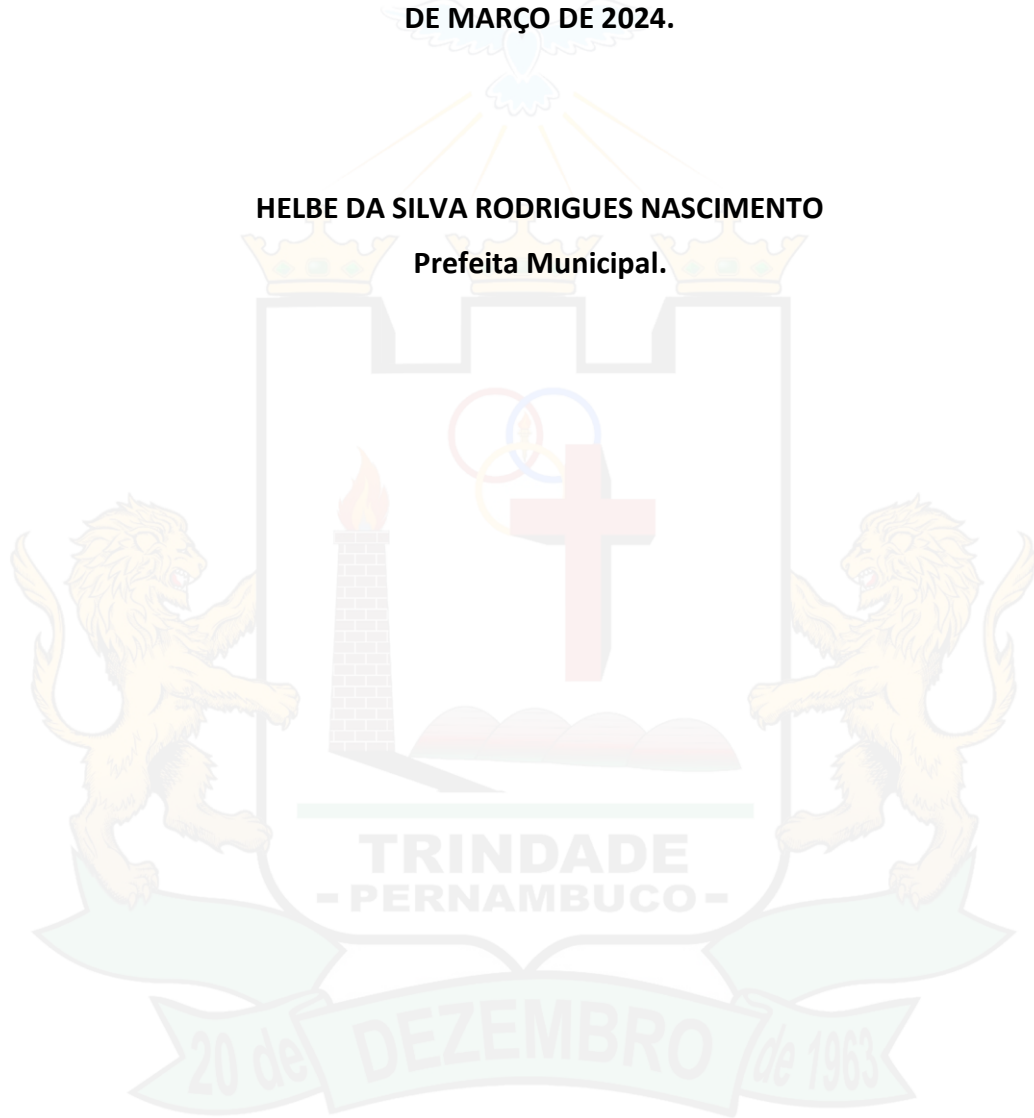 DE MARÇO DE 2024.
HELBE DA SILVA RODRIGUES NASCIMENTO
Prefeita Municipal.
TRINDADE
- PERNAMBUCO -
20 de DEZEMBRO de 1963